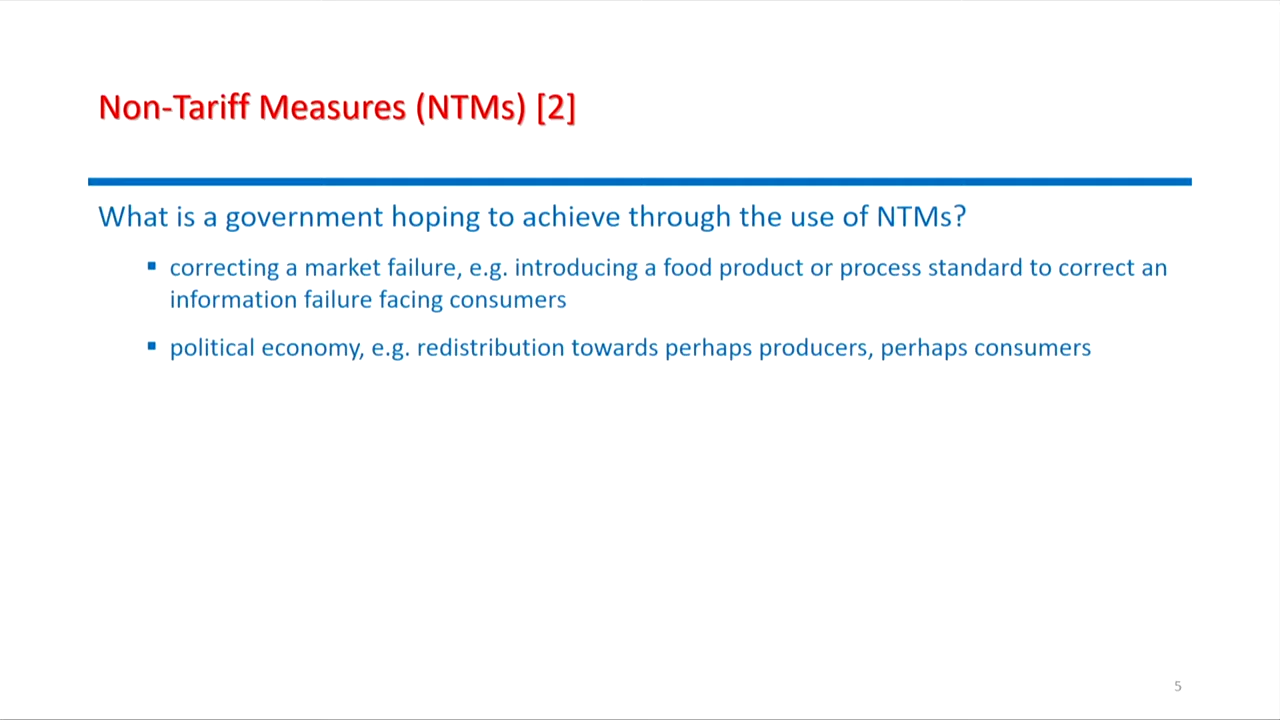 Non-Tariff Measures (NTMs) [2]
What is a government hoping to achieve through the use of NTMs?
▪ correcting a market failure, e.g. introducing a food product or process standard to correct an
information failure facing consumers
▪ political economy, e.g. redistribution towards perhaps producers, perhaps consumers
5